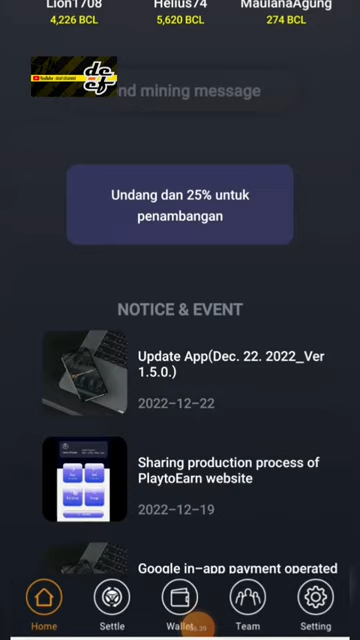 Lion1708 Helius74 MaulanaAgung
4,226 BCL 5,620 BCL 274 BCL
YouTube
nd mining message
Undang dan 25% untuk
penambangan
NOTICE & EVENT
Update App(Dec. 22. 2022_Ver
1.5.0.)
2022-12-22
Sharing production process of
PlaytoEarn website
2022-12-19
Google in-app payment operated
Home Settle Wallet Team Setting